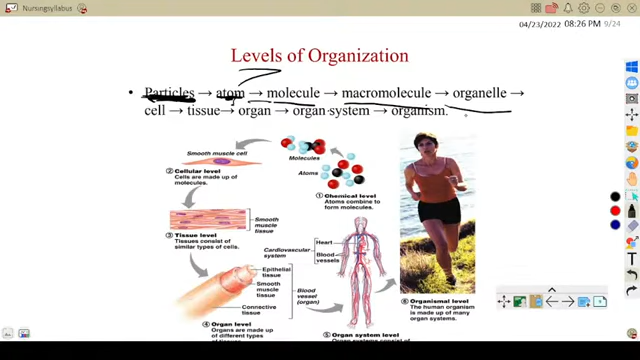 Nursingsyllabus
04/23/2022
08:26 PM
9/24
Levels of Organization
• Particles → atom → molecule → macromolecule → organelle →
cell → tissue→ organ → organ system → organism.
Smooth muscle cell
Molecules
Atoms
② Cellular level
Cells are made up of
molecules.
① Chemical level
Atoms combine to
form molecules.
Smooth
muscle
tissue
③ Tissue level
Tissues consist of
similar types of cells.
Cardiovascular
system
Heart
Blood
vessels
Epithelial
tissue
Smooth
muscle
tissue
Connective
tissue
Blood
vessel
(organ)
④ Organ level
Organs are made up
of different types
⑤ Organ system level
Organ systems consist of
⑥ Organismal level
The human organism
is made up of many
organ systems.